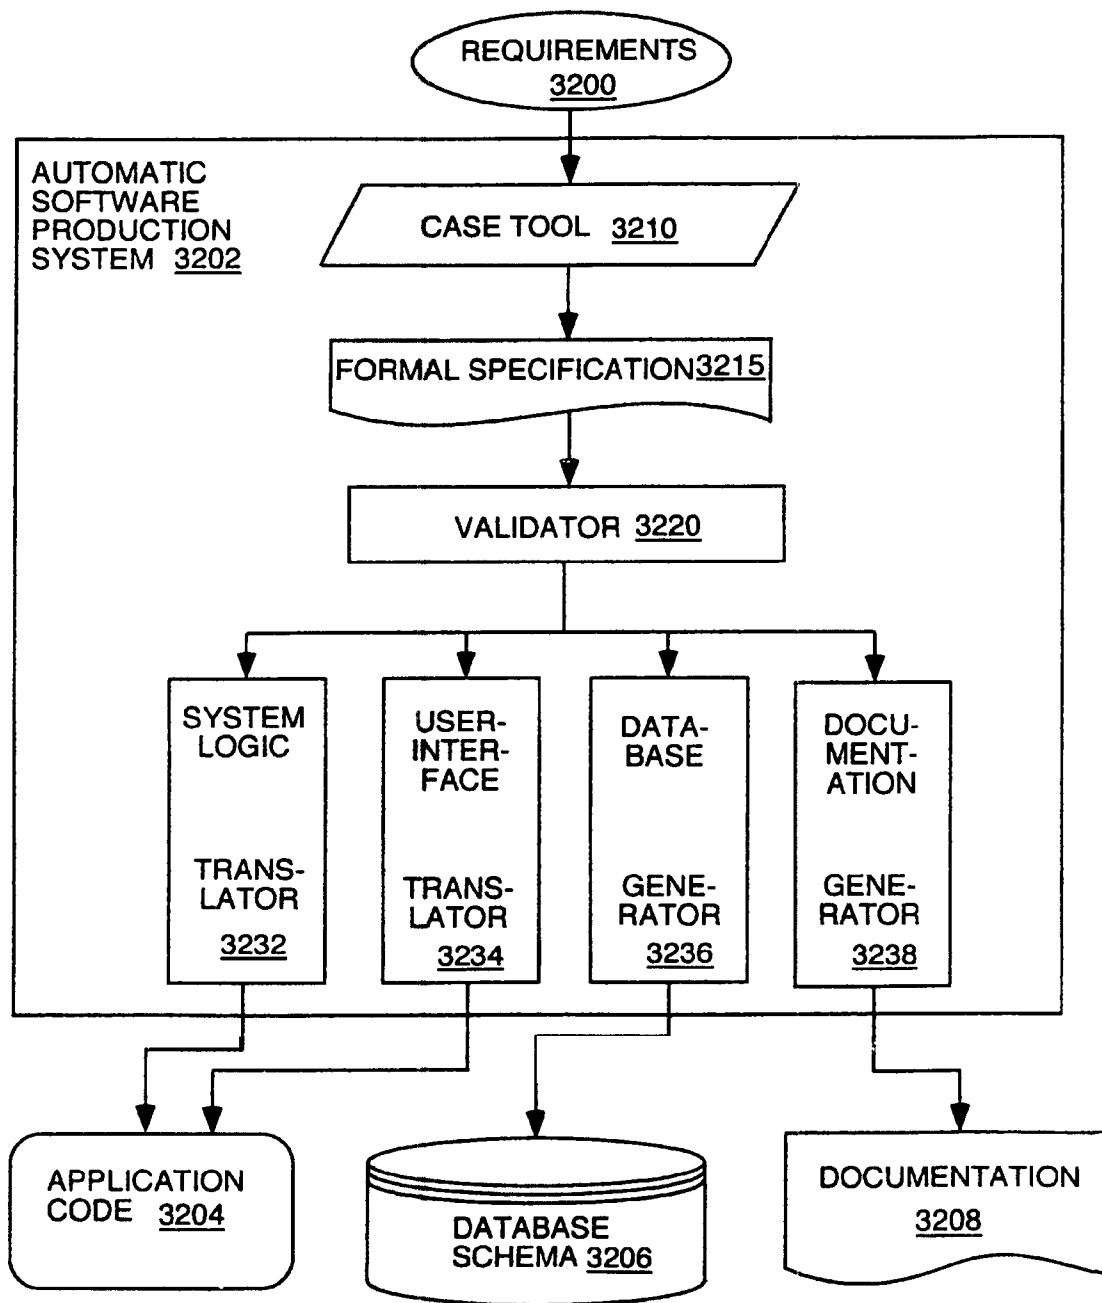 REQUIREMENTS
3200
AUTOMATIC
SOFTWARE
PRODUCTION
SYSTEM 3202
CASE TOOL 3210
FORMAL SPECIFICATION 3215
VALIDATOR 3220
SYSTEM
LOGIC
TRANS-
LATOR
3232
USER-
INTER-
FACE
TRANS-
LATOR
3234
DATA-
BASE
GENE-
RATOR
3236
DOCU-
MENT-
ATION
GENE-
RATOR
3238
APPLICATION
CODE 3204
DATABASE
SCHEMA 3206
DOCUMENTATION
3208